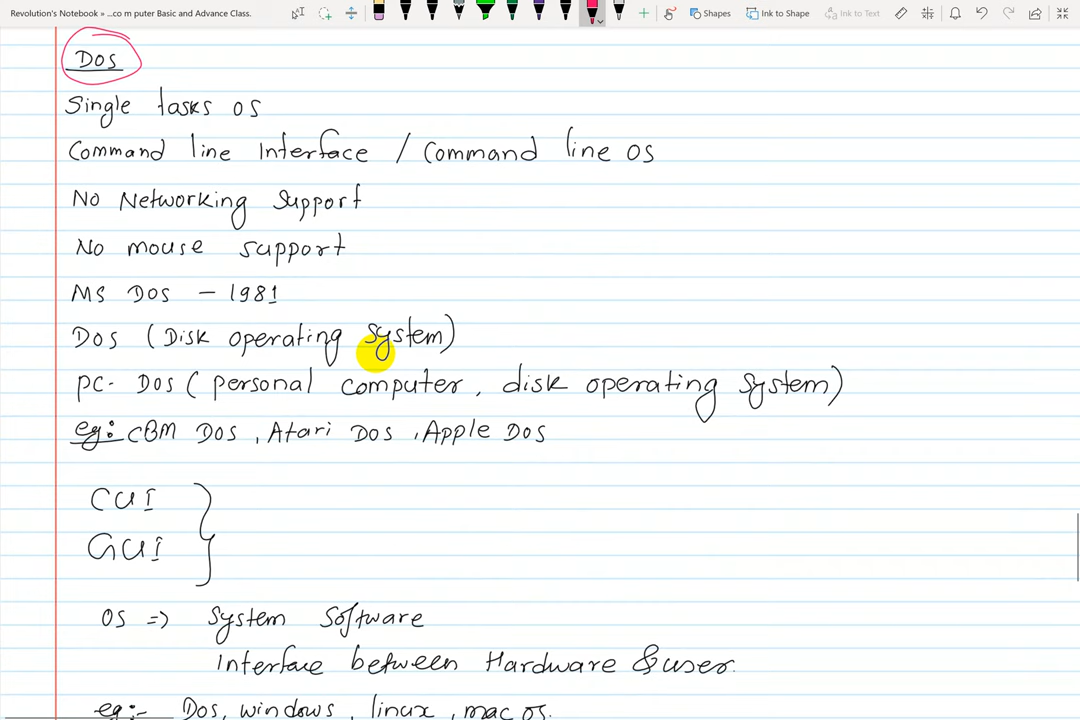 Revolution's Notebook » ...co m puter Basic and Advance Class.
Shapes
Ink to Shape
Ink to Text
DOS
Single tasks OS
Command line Interface / Command line OS
No Networking Support
No mouse support
MS DOS - 1981
DOS (Disk operating System)
PC- DOS (personal computer, disk operating System)
eg: CBM DOS, Atari DOS, Apple DOS
CUI
GUI
OS => System Software
Interface between Hardware & user.
eg:- Dos, windows, linux, mac os.